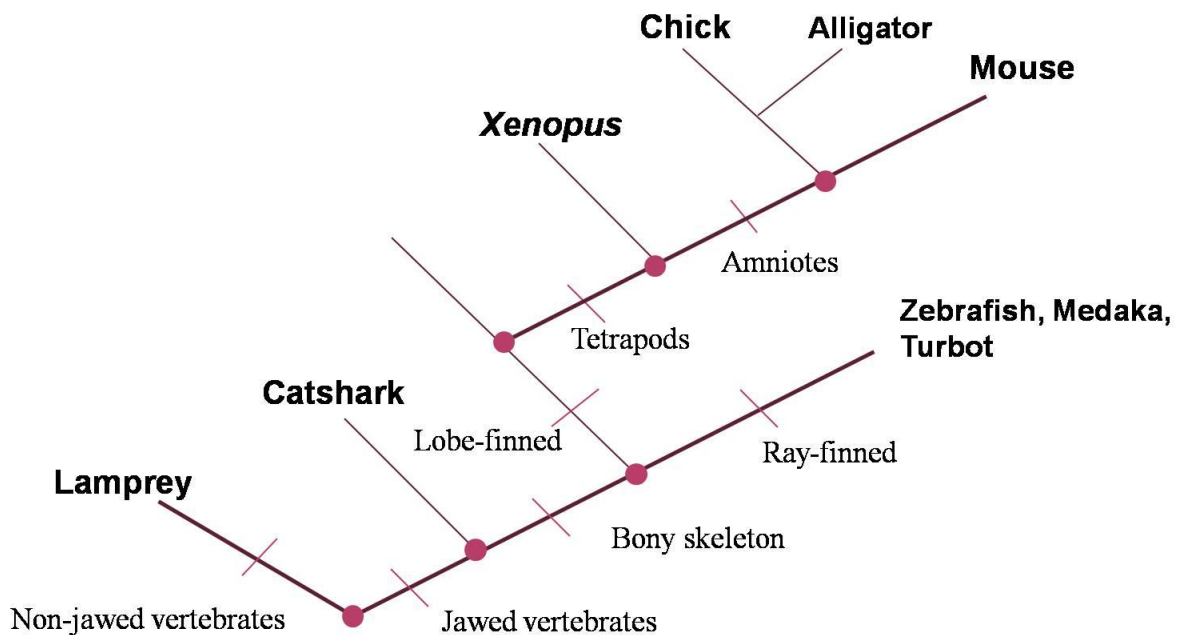 Chick
Alligator
Mouse
Xenopus
Amniotes
Zebrafish, Medaka,
Turbot
Tetrapods
Catshark
Lobe-finned
Ray-finned
Lamprey
Bony skeleton
Non-jawed vertebrates
Jawed vertebrates